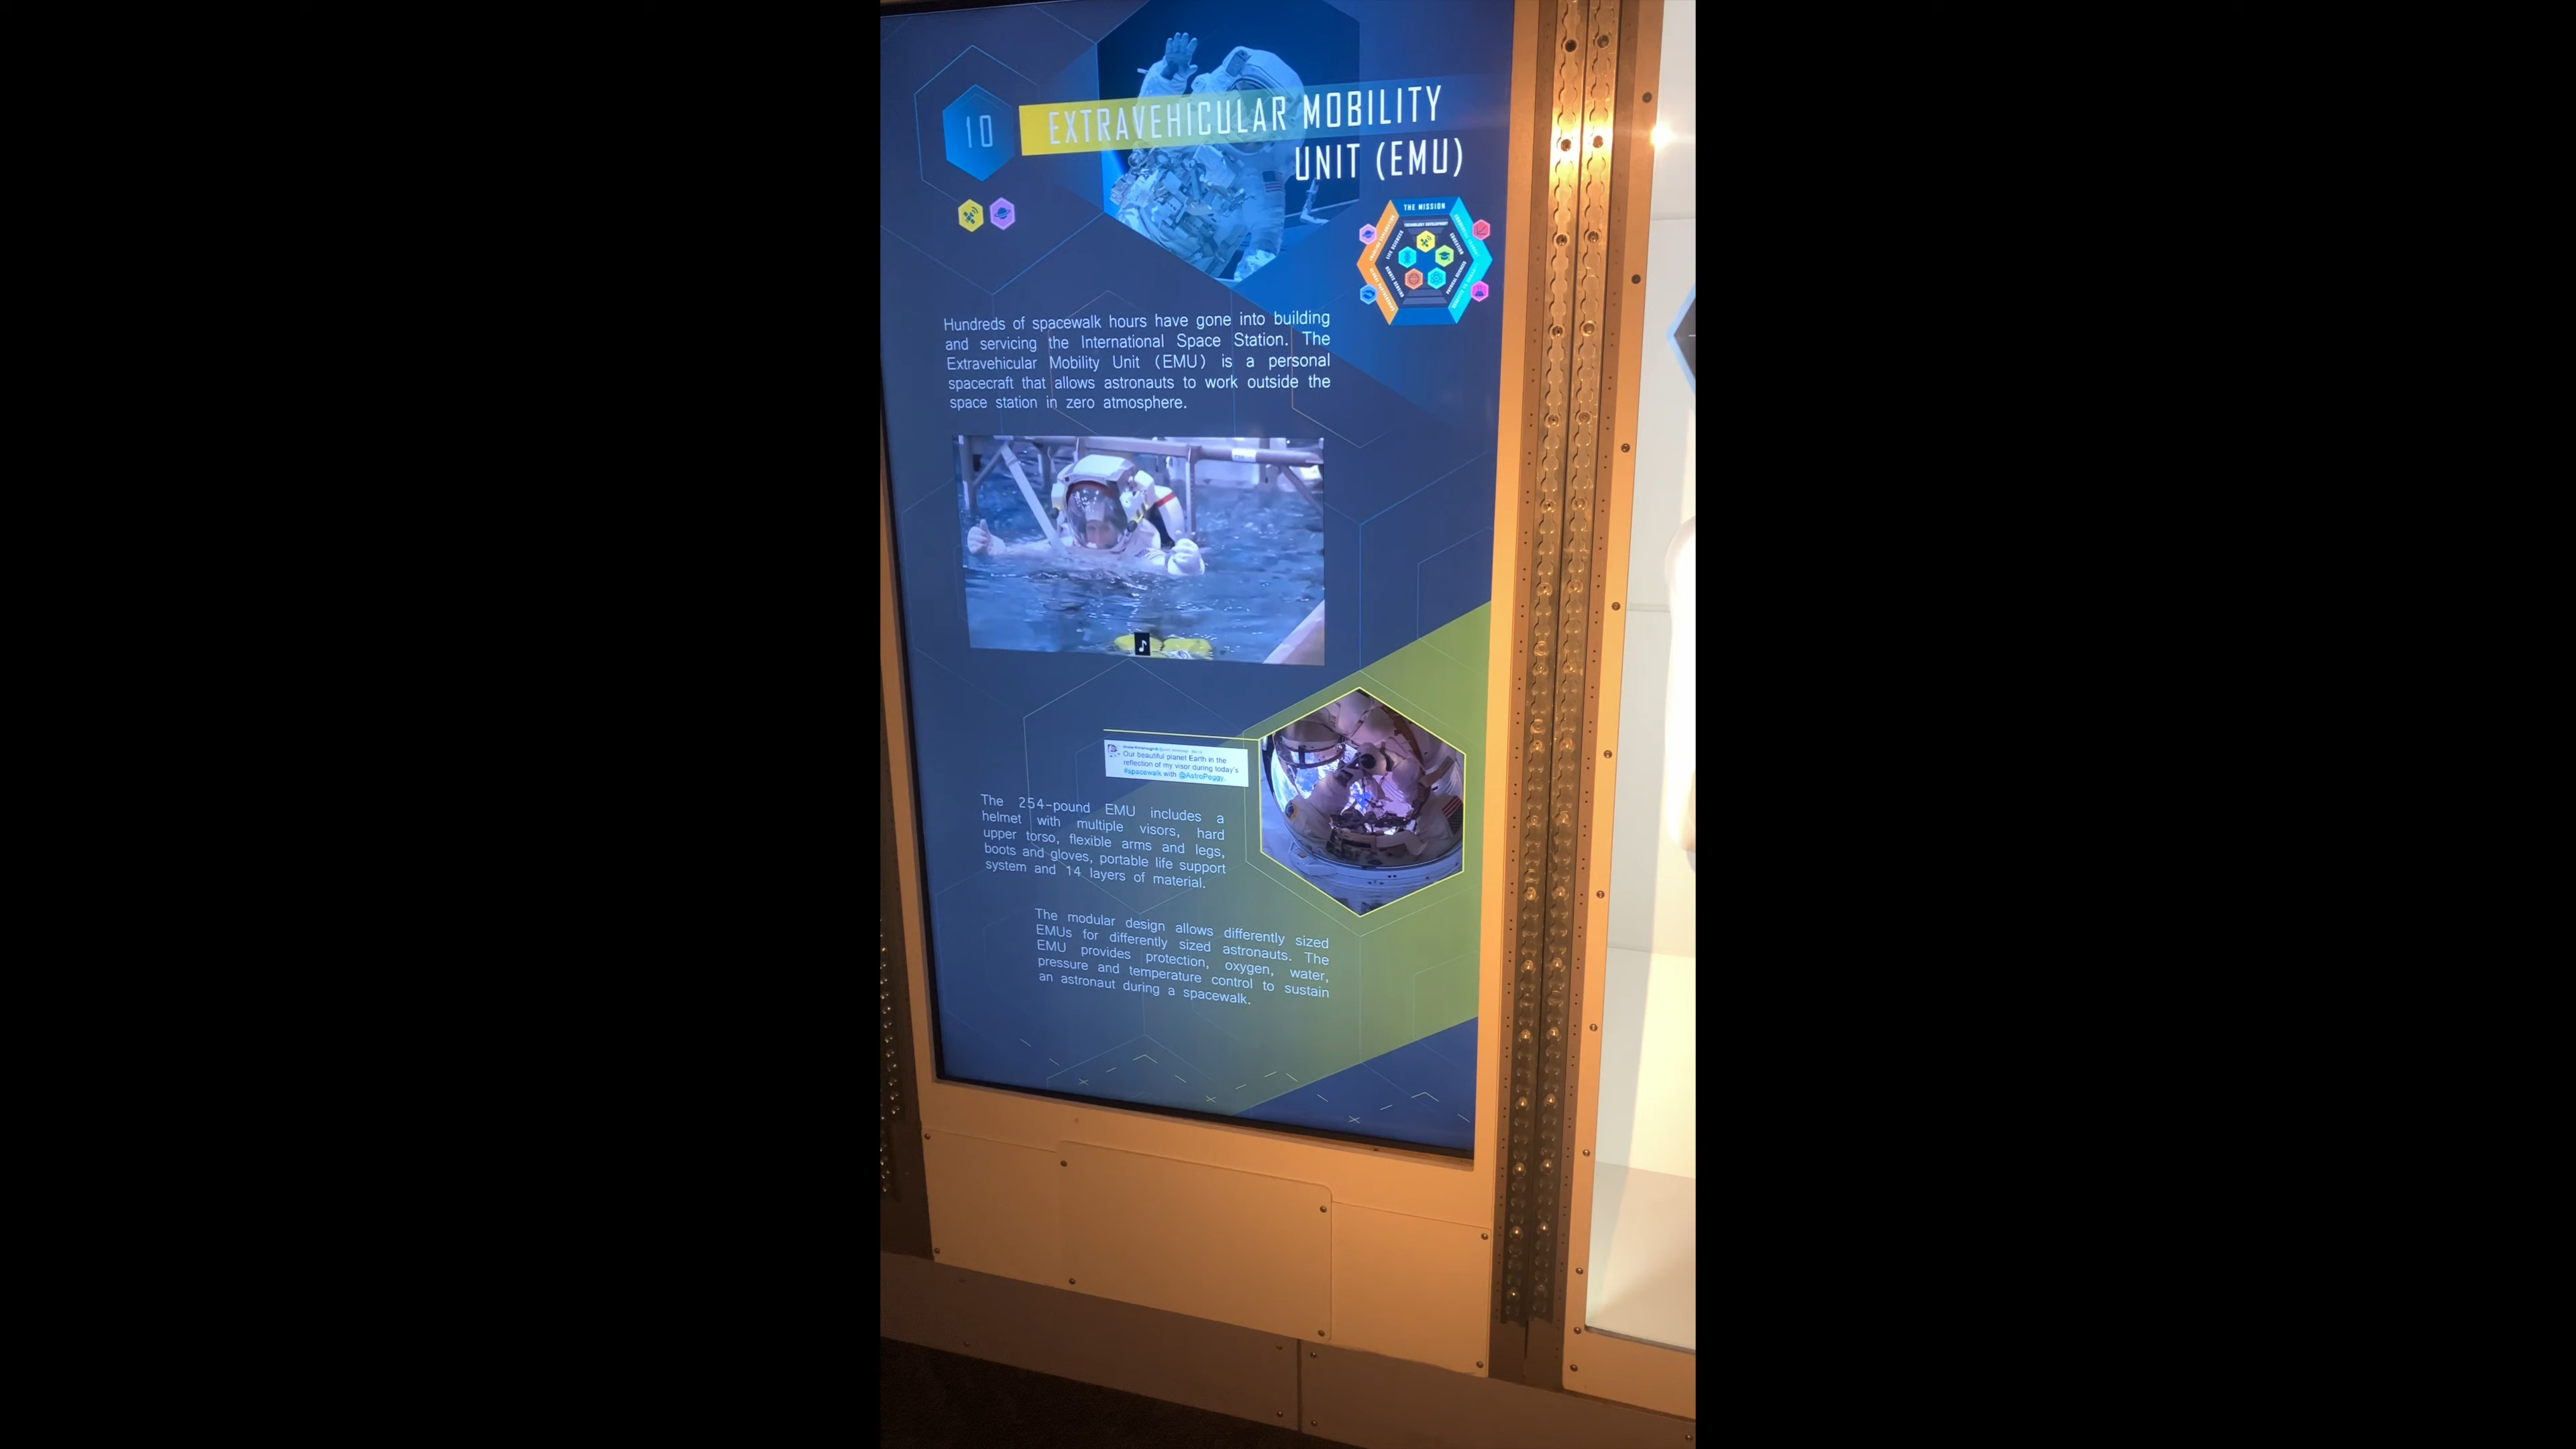 10
EXTRAVEHICULAR MOBILITY
UNIT (EMU)
THE MISSION
TECHNOLOGY DEVELOPMENT
Hundreds of spacewalk hours have gone into building
and servicing the International Space Station. The
Extravehicular Mobility Unit (EMU) is a personal
spacecraft that allows astronauts to work outside the
space station in zero atmosphere.
Our beautiful planet Earth in the
reflection of my visor during today's
#spacewalk with @AstroPeggy.
The 254-pound EMU includes a
helmet with multiple visors, hard
upper torso, flexible arms and legs,
boots and gloves, portable life support
system and 14 layers of material.
The modular design allows differently sized
EMUs for differently sized astronauts. The
EMU provides protection, oxygen, water,
pressure and temperature control to sustain
an astronaut during a spacewalk.